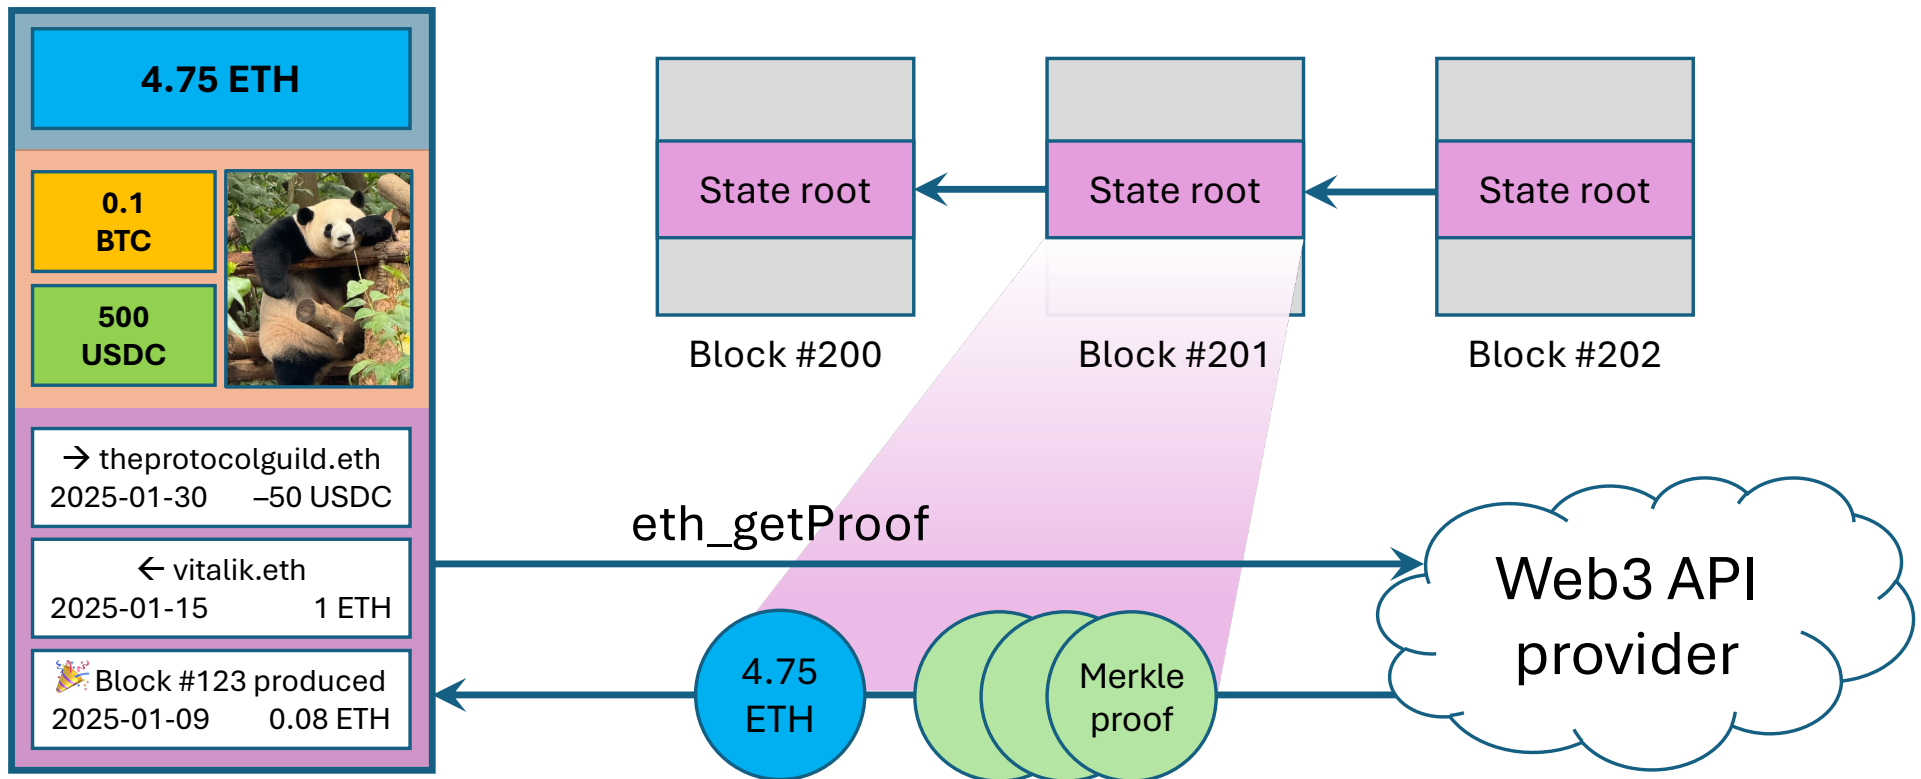 4.75 ETH
0.1
BTC
500
USDC
→ theprotocolguild.eth
2025-01-30 –50 USDC
← vitalik.eth
2025-01-15 1 ETH
🎉 Block #123 produced
2025-01-09 0.08 ETH
State root
State root
State root
Block #200
Block #201
Block #202
eth_getProof
4.75
ETH
Merkle
proof
Web3 API
provider